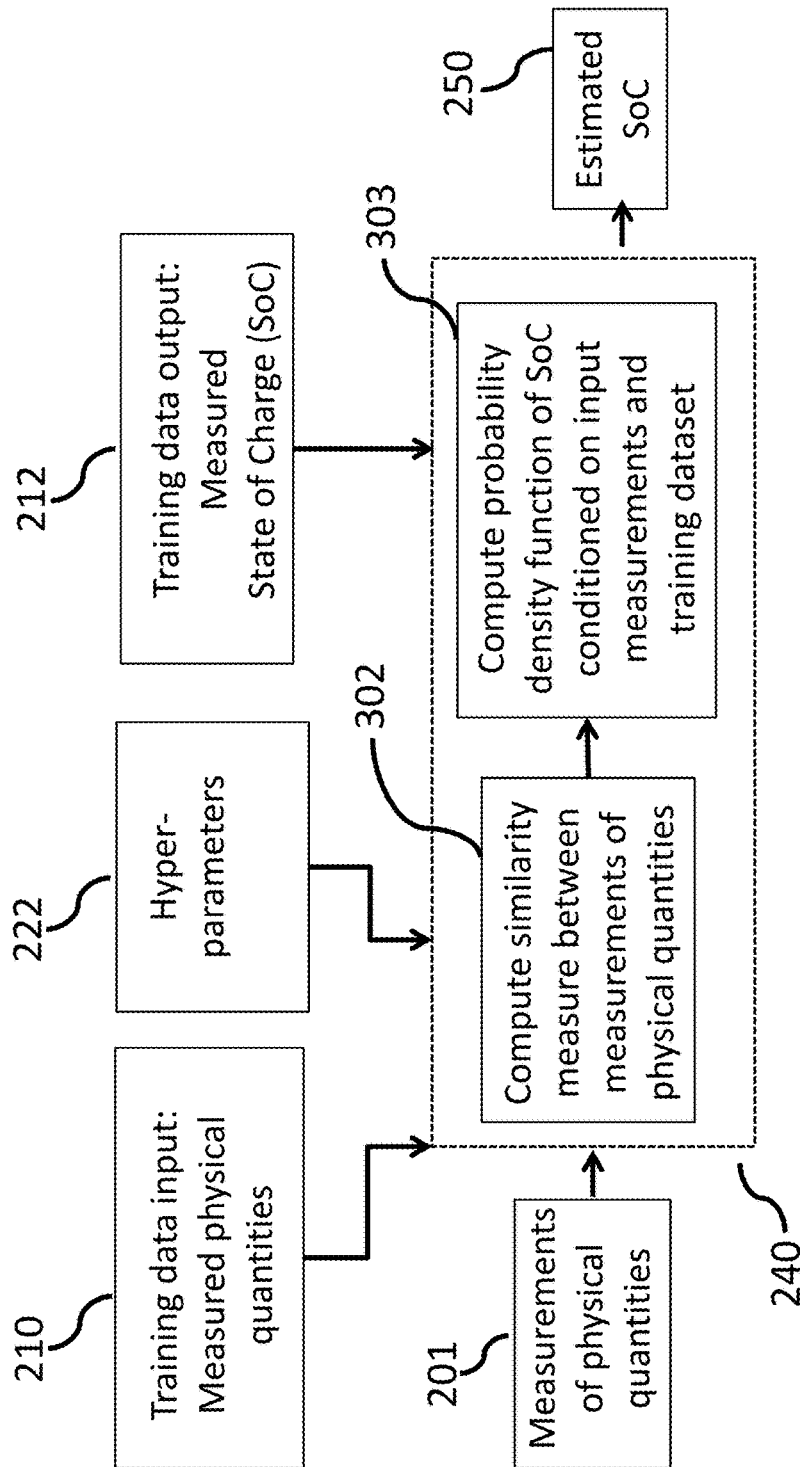 210
Training data input:
Measured physical
quantities
222
Hyper-
parameters
212
Training data output:
Measured
State of Charge (SoC)
201
Measurements
of physical
quantities
240
302
Compute similarity
measure between
measurements of
physical quantities
303
Compute probability
density function of SoC
conditioned on input
measurements and
training dataset
250
Estimated
SoC